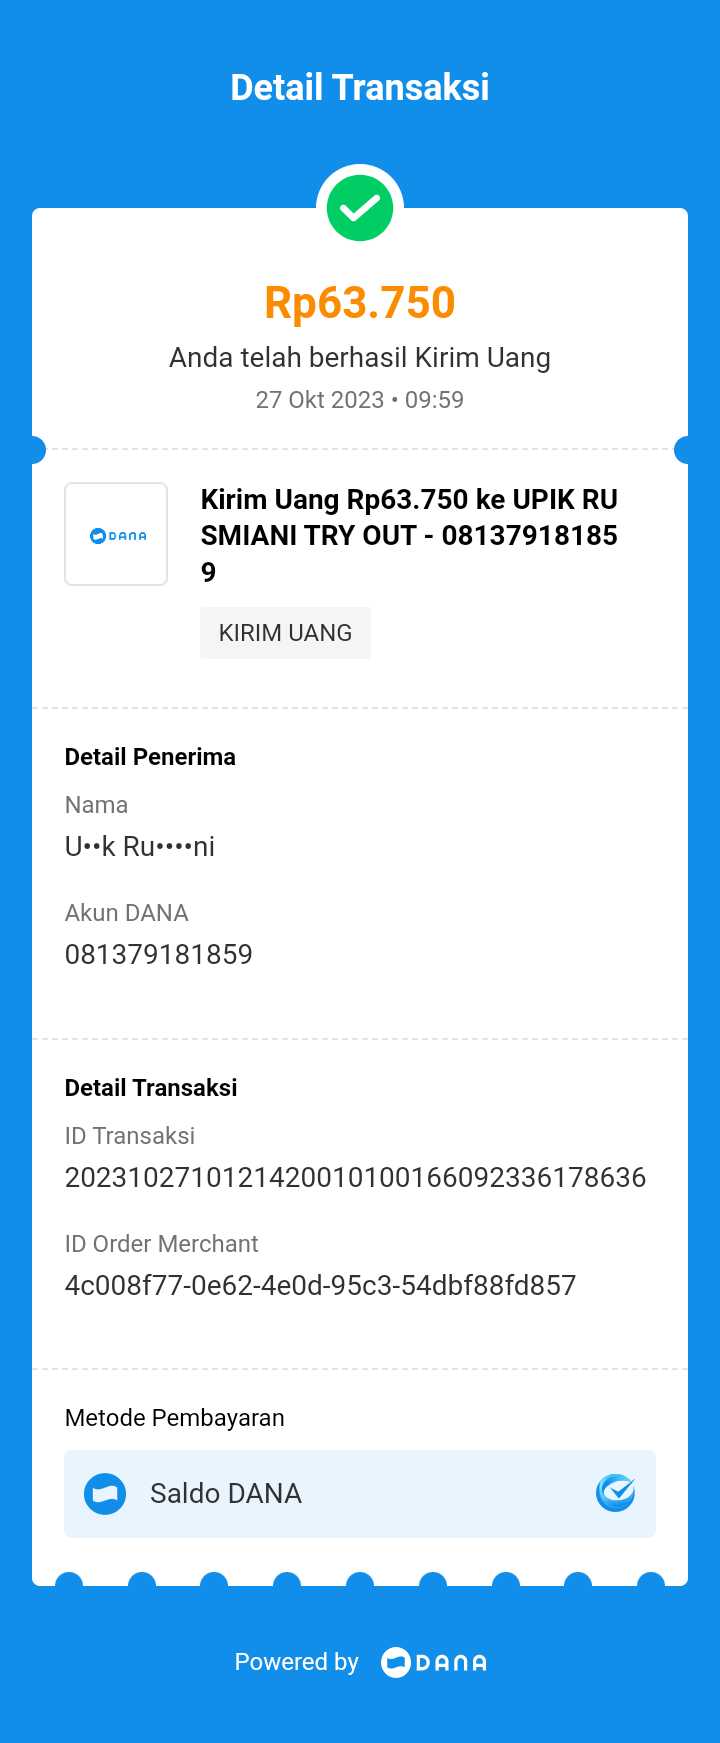 Detail Transaksi
Rp63.750
Anda telah berhasil Kirim Uang
27 Okt 2023 • 09:59
DANA
Kirim Uang Rp63.750 ke UPIK RU
SMIANI TRY OUT - 08137918185
9
KIRIM UANG
Detail Penerima
Nama
U••k Ru••••ni
Akun DANA
081379181859
Detail Transaksi
ID Transaksi
2023102710121420010100166092336178636
ID Order Merchant
4c008f77-0e62-4e0d-95c3-54dbf88fd857
Metode Pembayaran
Saldo DANA
Powered by DANA